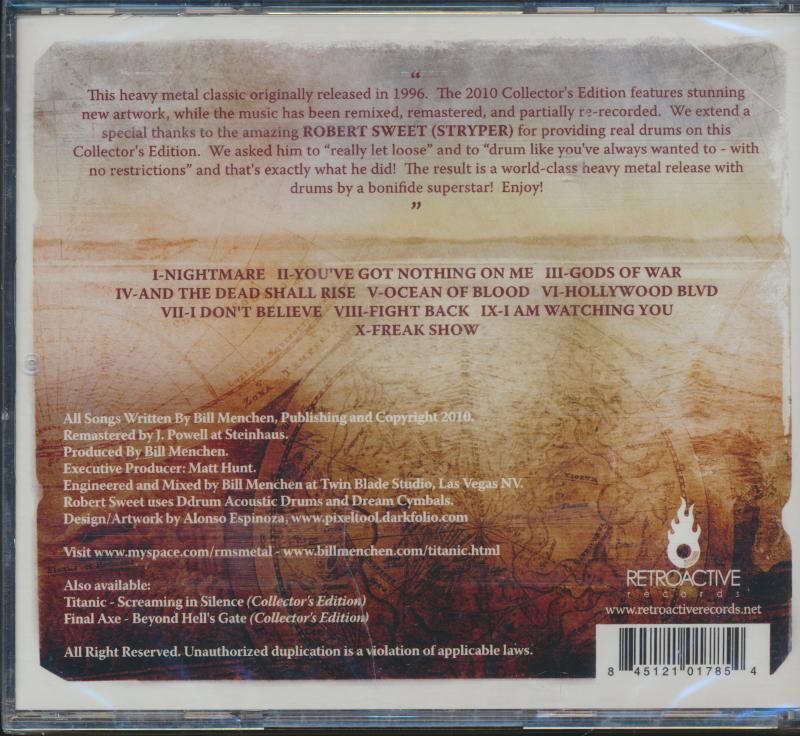 “
This heavy metal classic originally released in 1996. The 2010 Collector's Edition features stunning
new artwork, while the music has been remixed, remastered, and partially re-recorded. We extend a
special thanks to the amazing ROBERT SWEET (STRYPER) for providing real drums on this
Collector's Edition. We asked him to “really let loose” and to “drum like you've always wanted to - with
no restrictions” and that's exactly what he did! The result is a world-class heavy metal release with
drums by a bonifide superstar! Enjoy!
”
I-NIGHTMARE II-YOU'VE GOT NOTHING ON ME III-GODS OF WAR
IV-AND THE DEAD SHALL RISE V-OCEAN OF BLOOD VI-HOLLYWOOD BLVD
VII-I DON'T BELIEVE VIII-FIGHT BACK IX-I AM WATCHING YOU
X-FREAK SHOW
All Songs Written By Bill Menchen, Publishing and Copyright 2010.
Remastered by J. Powell at Steinhaus.
Produced By Bill Menchen.
Executive Producer: Matt Hunt.
Engineered and Mixed by Bill Menchen at Twin Blade Studio, Las Vegas NV.
Robert Sweet uses Ddrum Acoustic Drums and Dream Cymbals.
Design/Artwork by Alonso Espinoza, www.pixeltool.darkfolio.com
Visit www.myspace.com/rmsmetal - www.billmenchen.com/titanic.html
Also available:
Titanic - Screaming in Silence (Collector's Edition)
Final Axe - Beyond Hell's Gate (Collector's Edition)
All Right Reserved. Unauthorized duplication is a violation of applicable laws.
RETROACTIVE
records
www.retroactiverecords.net
8 45121 01785 4